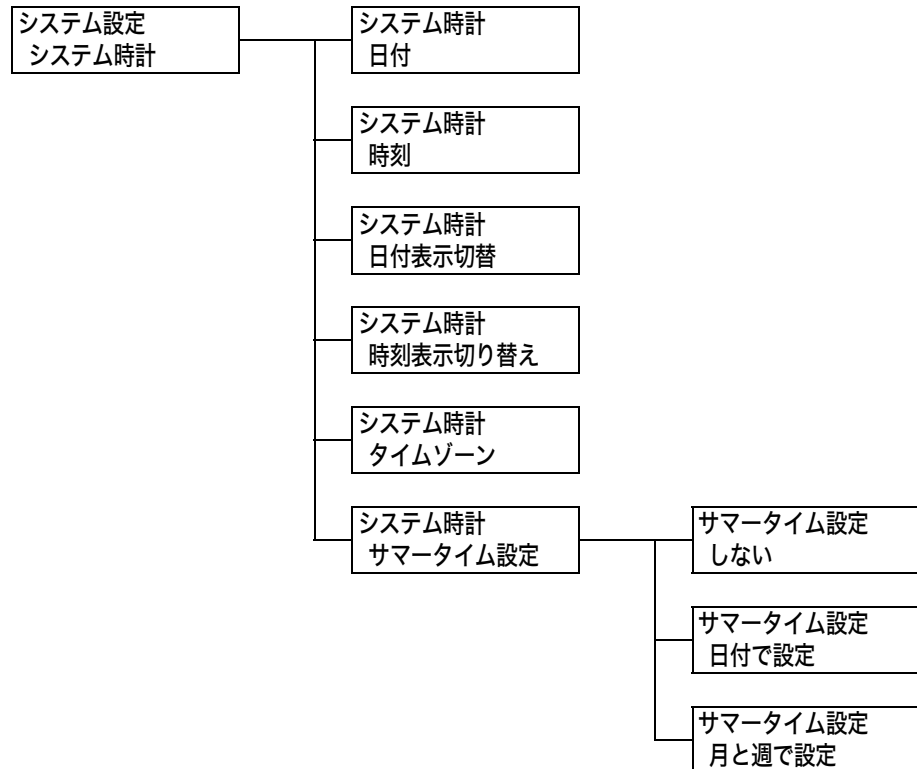 システム設定
システム時計
システム時計
日付
システム時計
時刻
システム時計
日付表示切替
システム時計
時刻表示切り替え
システム時計
タイムゾーン
システム時計
サマータイム設定
サマータイム設定
しない
サマータイム設定
日付で設定
サマータイム設定
月と週で設定